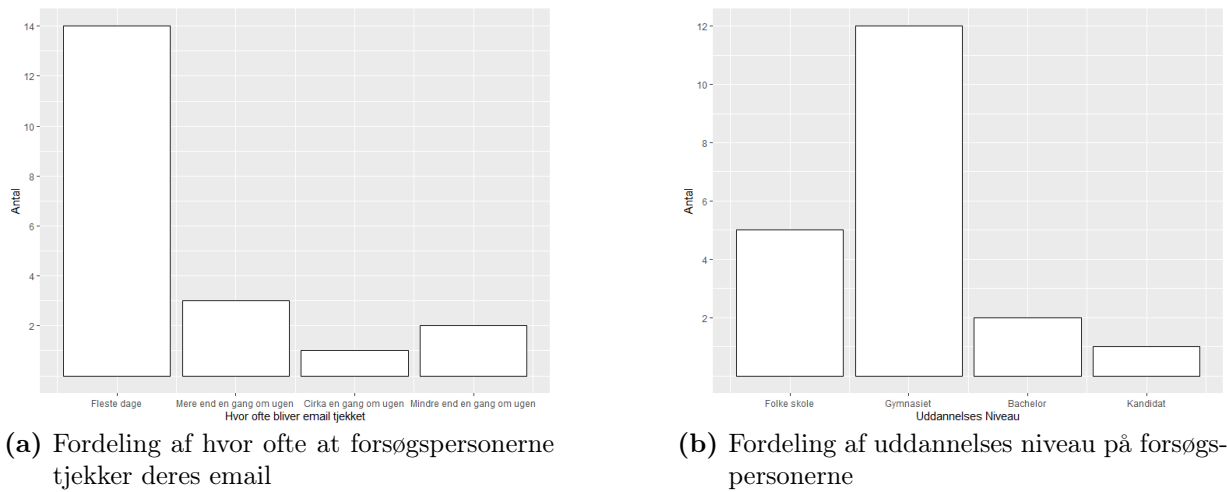 14
12
10
8
6
4
2
Antal
Fleste dage Mere end en gang om ugen Cirka en gang om ugen Mindre end en gang om ugen
Hvor ofte bliver email tjekket
(a) Fordeling af hvor ofte at forsøgspersonerne
tjekker deres email
12
10
8
6
4
2
Antal
Folke skole Gymnasiet Bachelor Kandidat
Uddannelses Niveau
(b) Fordeling af uddannelses niveau på forsøgs-
personerne